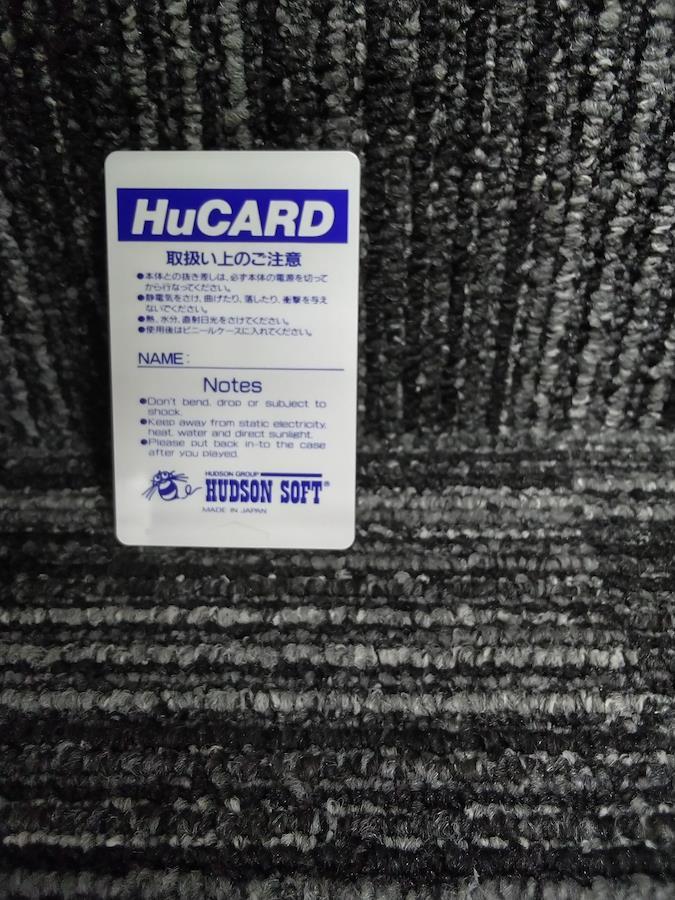 HuCARD
取扱い上のご注意
●本体との抜き差しは、必ず本体の電源を切って
から行なってください。
●静電気をさけ、曲げたり、落したり、衝撃を与え
ないでください。
●熱、水分、直射日光をさけてください。
●使用後はビニールケースに入れてください。
NAME:
Notes
●Don't bend, drop or subject to
shock.
●Keep away from static electricity,
heat, water and direct sunlight.
●Please put back in-to the case
after you played.
HUDSON GROUP
HUDSON SOFT®
MADE IN JAPAN